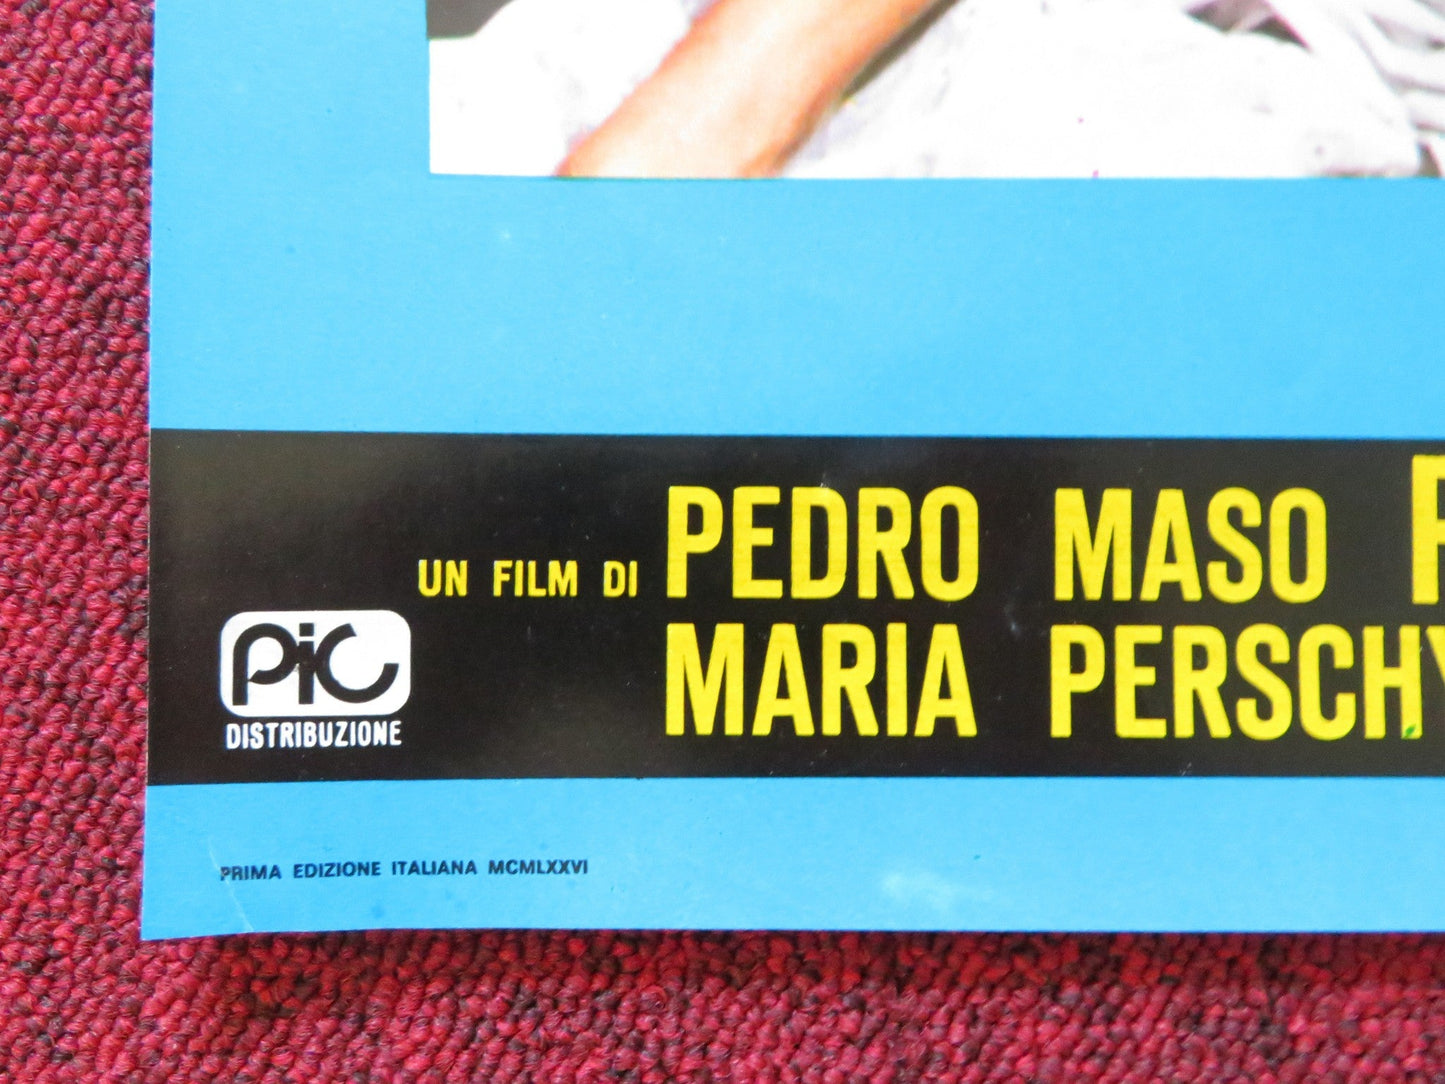 UN FILM DI PEDRO MASO
MARIA PERSCHY
PiC
DISTRIBUZIONE
PRIMA EDIZIONE ITALIANA MCMLXXVI